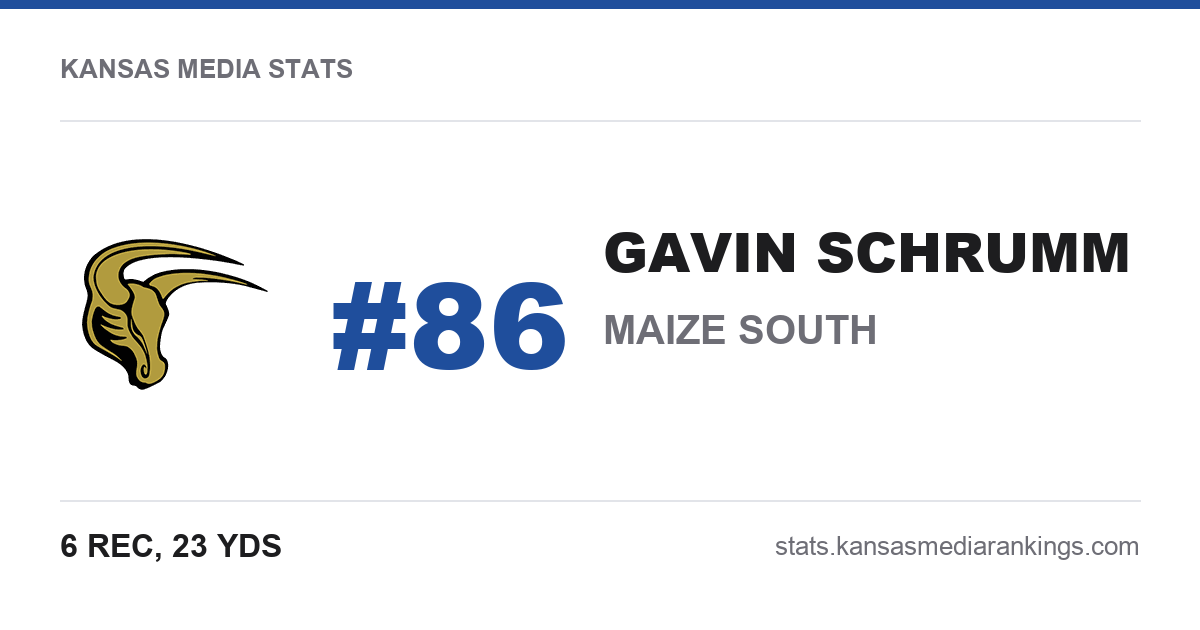 KANSAS MEDIA STATS
#86
GAVIN SCHRUMM
MAIZE SOUTH
6 REC, 23 YDS
stats.kansasmediarankings.com